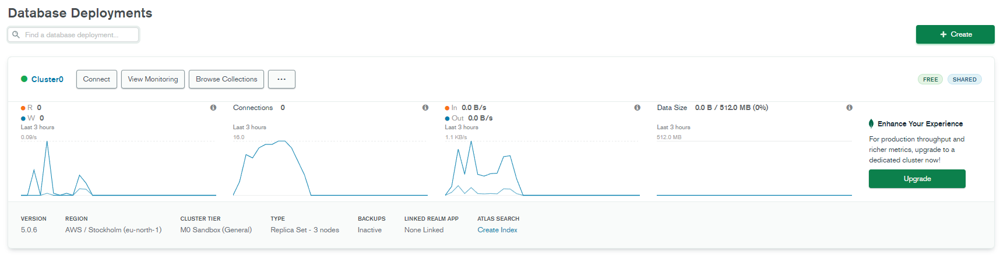 Database Deployments
Find a database deployment...
+ Create
Cluster0
Connect
View Monitoring
Browse Collections
...
FREE
SHARED
R 0
W 0
Last 3 hours
0.09/s
Connections 0
Last 3 hours
16.0
In 0.0 B/s
Out 0.0 B/s
Last 3 hours
1.1 KB/s
Data Size 0.0 B / 512.0 MB (0%)
Last 3 hours
512.0 MB
Enhance Your Experience
For production throughput and
richer metrics, upgrade to a
dedicated cluster now!
Upgrade
VERSION
5.0.6
REGION
AWS / Stockholm (eu-north-1)
CLUSTER TIER
M0 Sandbox (General)
TYPE
Replica Set - 3 nodes
BACKUPS
Inactive
LINKED REALM APP
None Linked
ATLAS SEARCH
Create Index